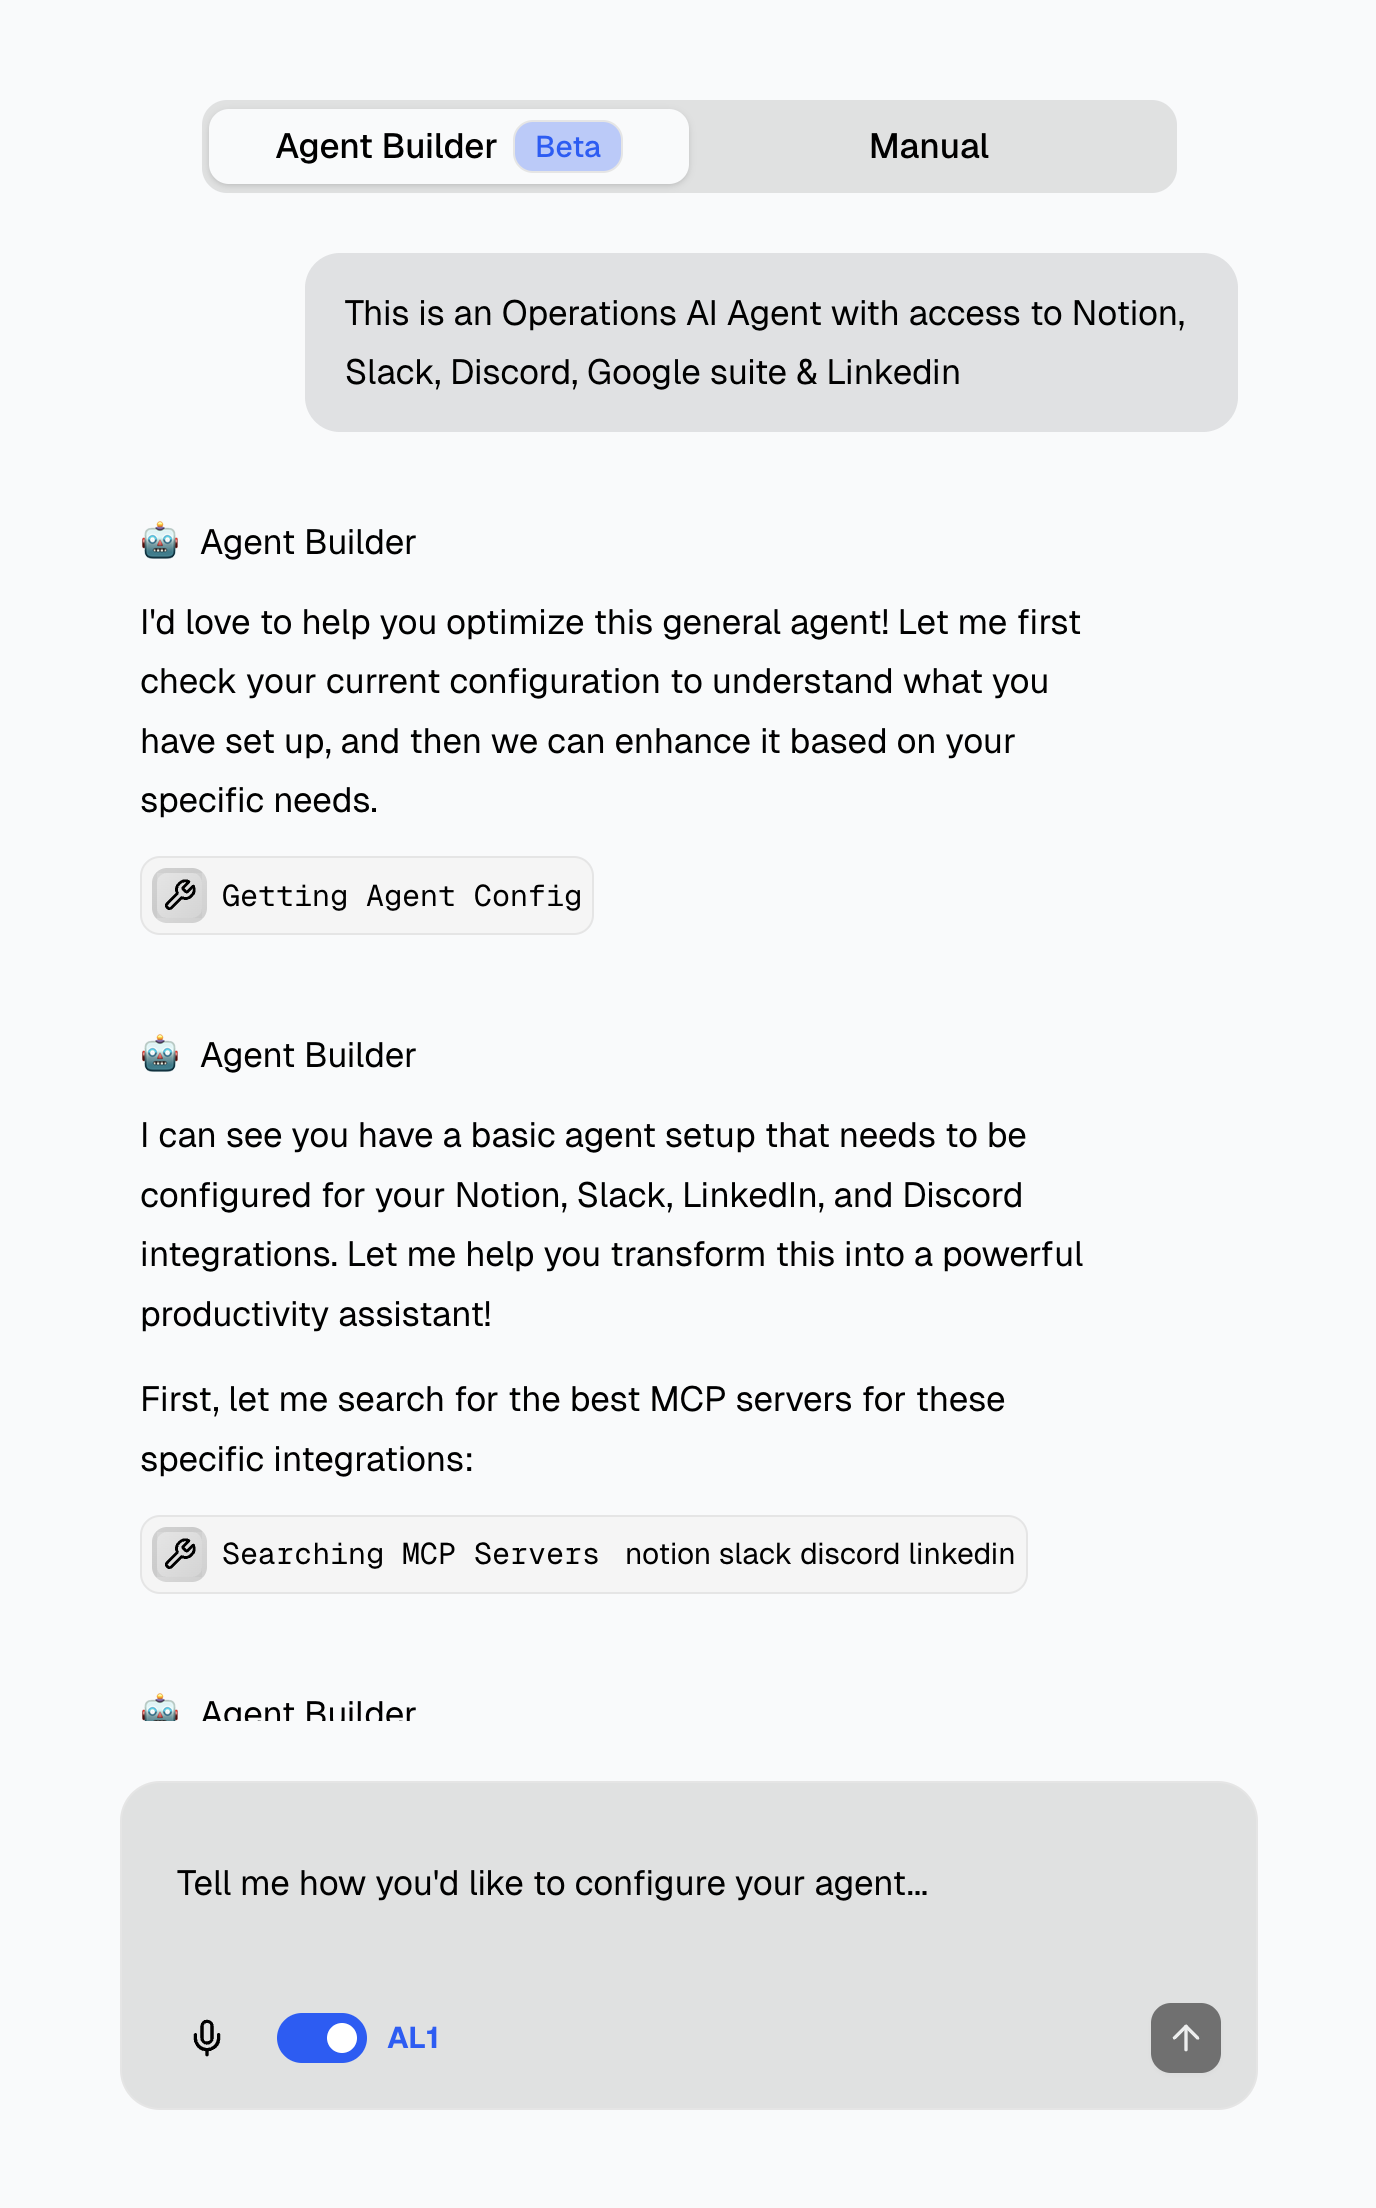 Agent Builder Beta Manual
This is an Operations AI Agent with access to Notion,
Slack, Discord, Google suite & Linkedin
Agent Builder
I'd love to help you optimize this general agent! Let me first
check your current configuration to understand what you
have set up, and then we can enhance it based on your
specific needs.
Getting Agent Config
Agent Builder
I can see you have a basic agent setup that needs to be
configured for your Notion, Slack, LinkedIn, and Discord
integrations. Let me help you transform this into a powerful
productivity assistant!
First, let me search for the best MCP servers for these
specific integrations:
Searching MCP Servers notion slack discord linkedin
Agent Builder
Tell me how you'd like to configure your agent...
AL1